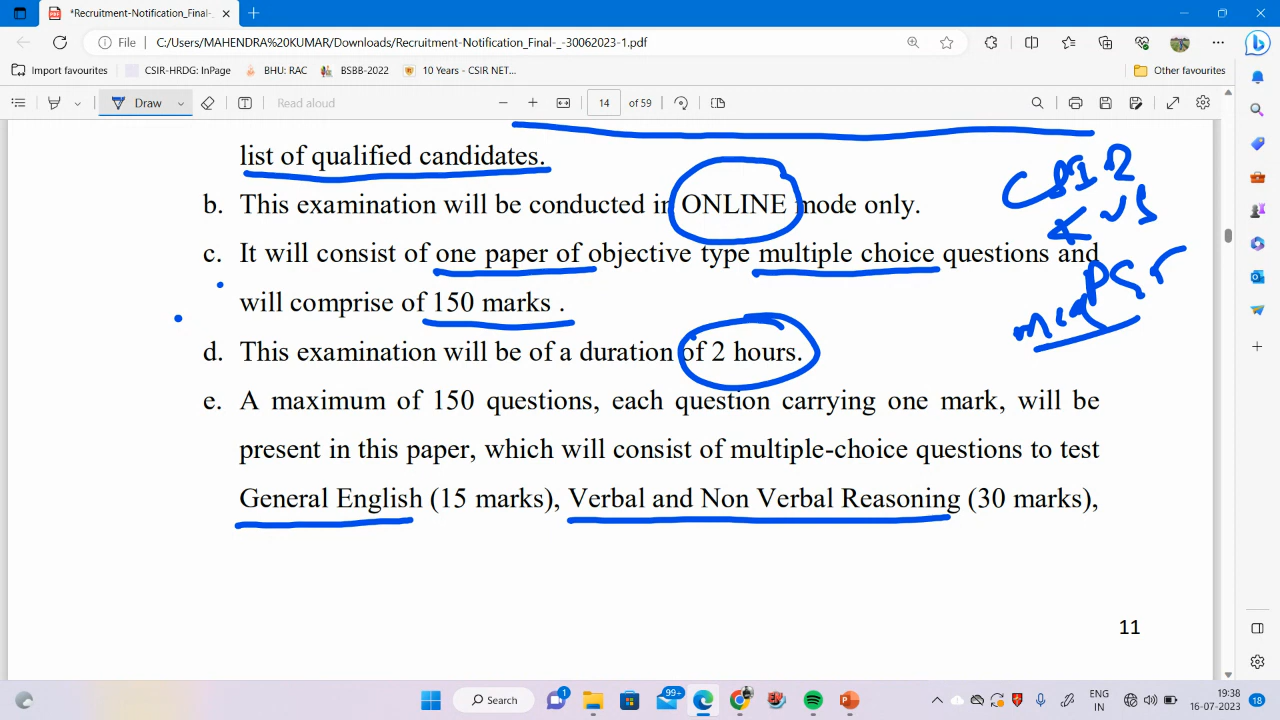 *Recruitment-Notification_Final-_
File
C:/Users/MAHENDRA%20KUMAR/Downloads/Recruitment-Notification_Final-_-30062023-1.pdf
Import favourites
CSIR-HRDG: InPage
BHU: RAC
BSBB-2022
10 Years - CSIR NET...
Other favourites
Draw
Read aloud
14
of 59
list of qualified candidates.
b. This examination will be conducted in ONLINE mode only.
c. It will consist of one paper of objective type multiple choice questions and
will comprise of 150 marks .
d. This examination will be of a duration of 2 hours.
e. A maximum of 150 questions, each question carrying one mark, will be
present in this paper, which will consist of multiple-choice questions to test
General English (15 marks), Verbal and Non Verbal Reasoning (30 marks),
11
Search
1
99+
ENG
IN
19:38
16-07-2023
18